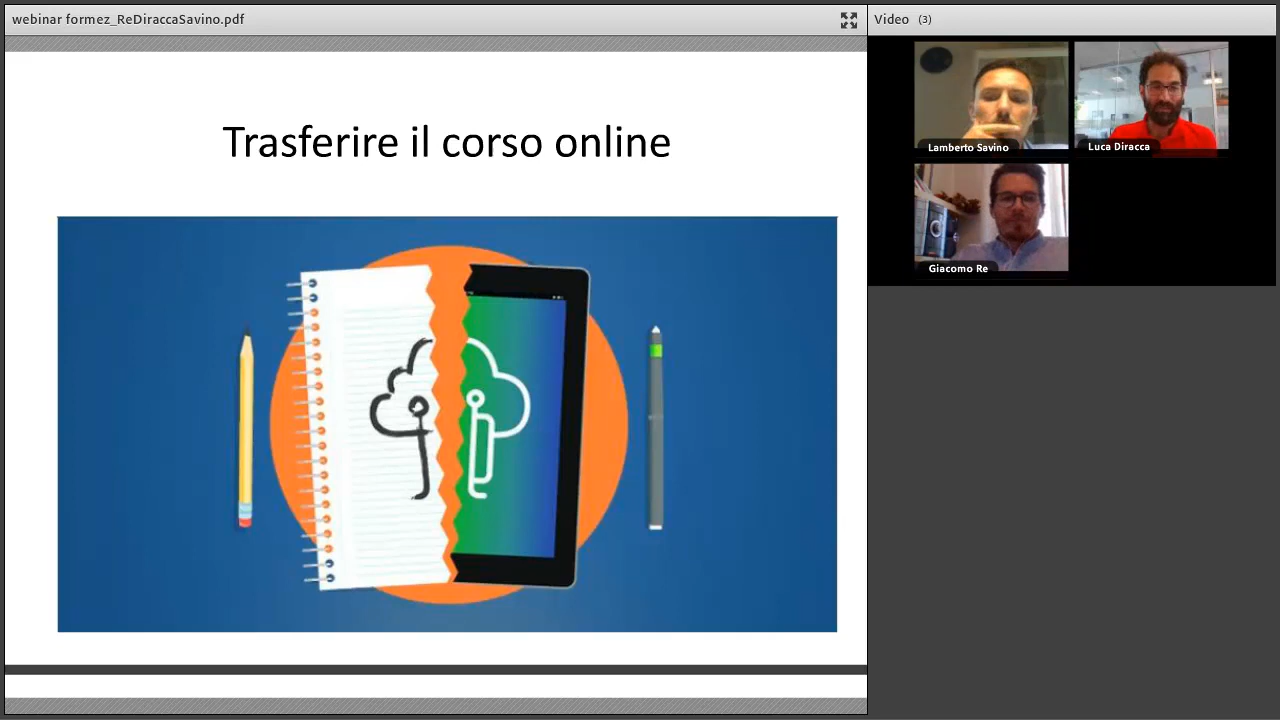 webinar formez_ReDiraccaSavino.pdf
Video (3)
Trasferire il corso online
Lamberto Savino
Luca Diracca
Giacomo Re